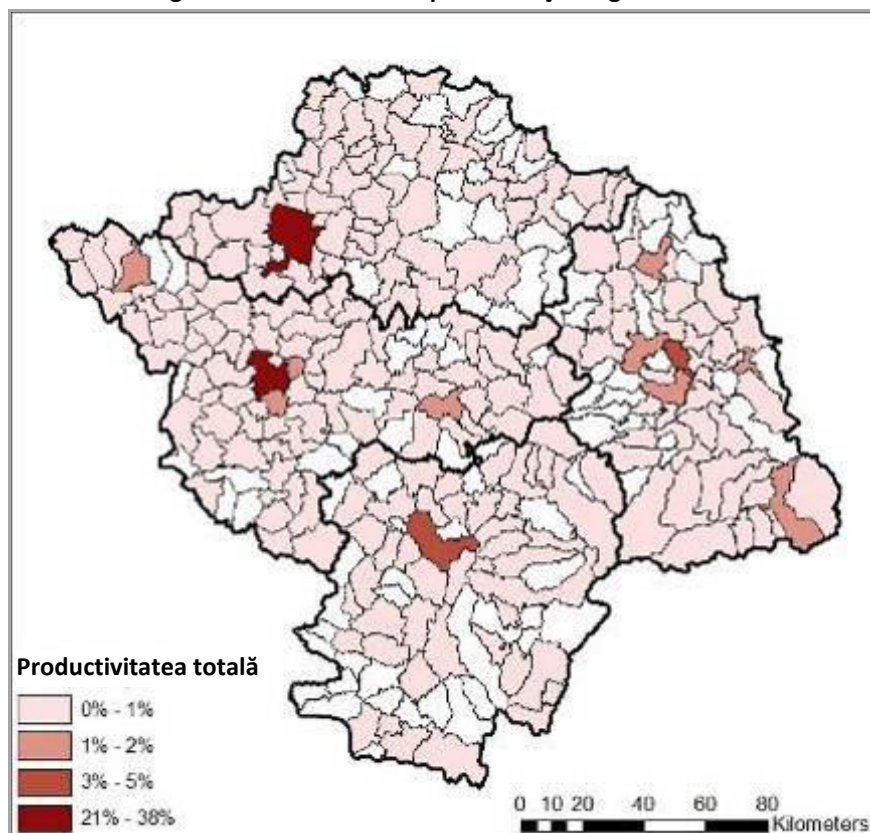 Productivitatea totală
0% - 1%
1% - 2%
3% - 5%
21% - 38%
0 10 20 40 60 80
Kilometers